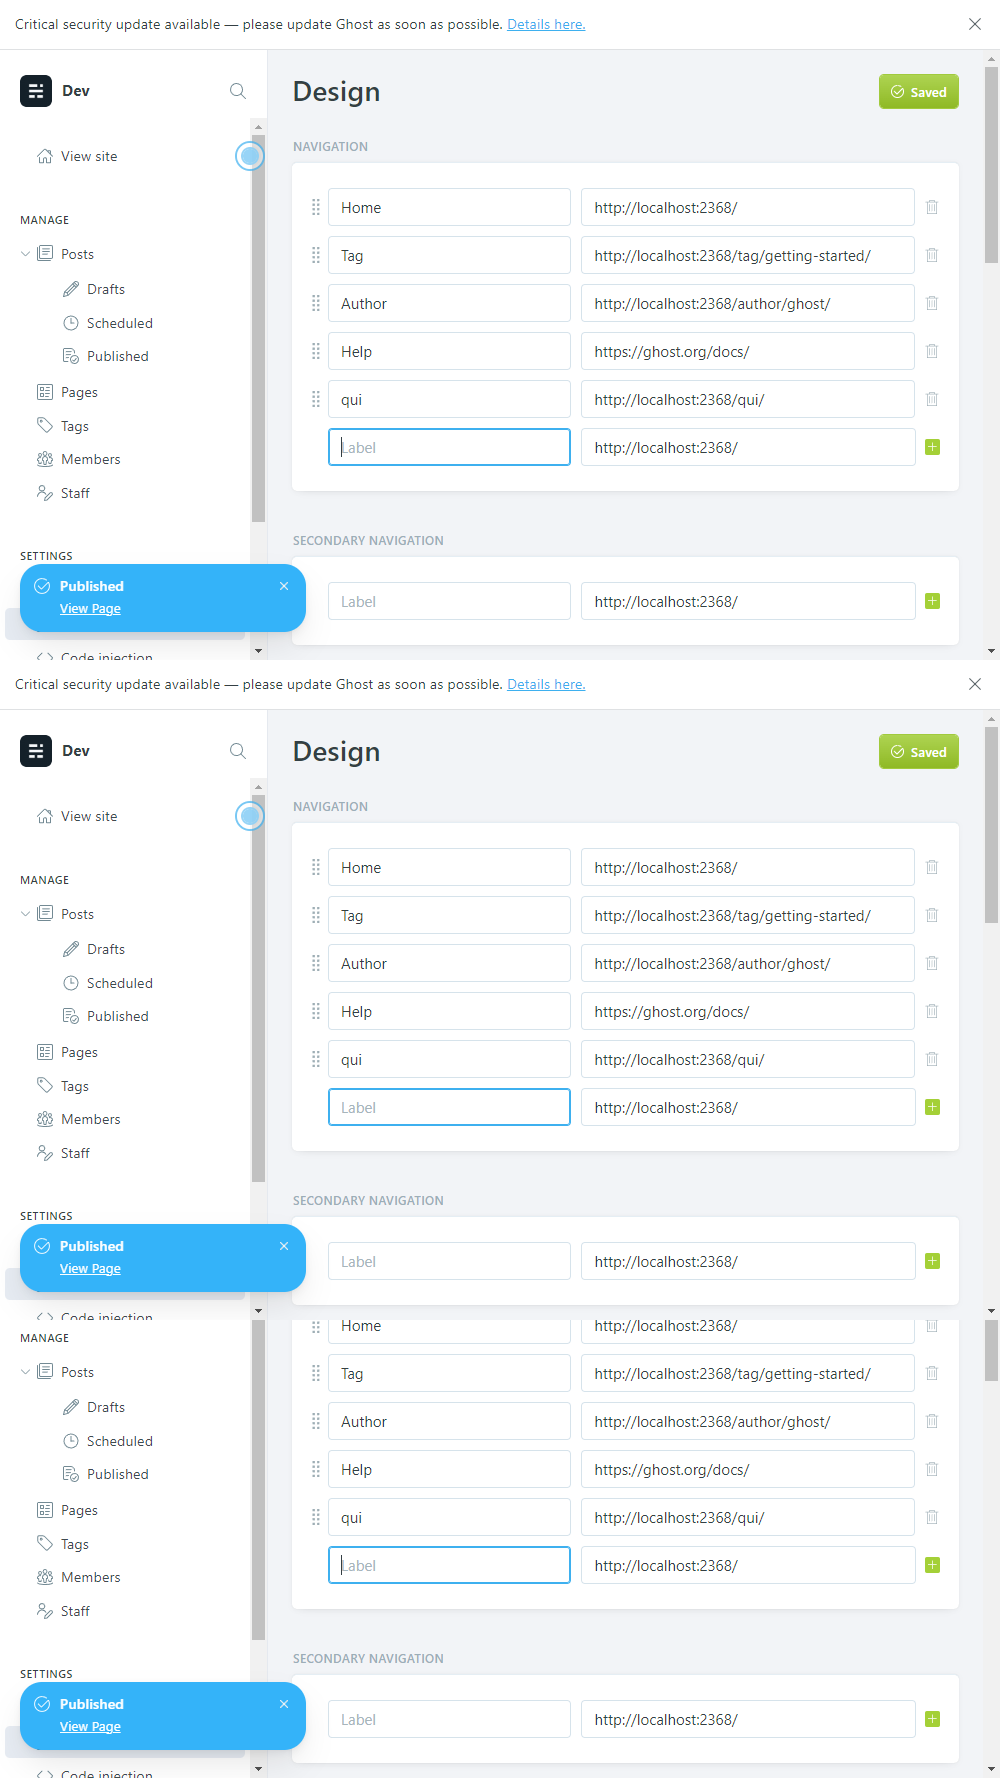 Critical security update available — please update Ghost as soon as possible. Details here.
Dev
Design
Saved
View site
NAVIGATION
Home http://localhost:2368/
MANAGE
Posts
Tag http://localhost:2368/tag/getting-started/
Drafts
Author http://localhost:2368/author/ghost/
Scheduled
Published
Help https://ghost.org/docs/
Pages
qui http://localhost:2368/qui/
Tags
Label http://localhost:2368/
Members
Staff
SECONDARY NAVIGATION
SETTINGS
Published
View Page
Label http://localhost:2368/
Code injection
Critical security update available — please update Ghost as soon as possible. Details here.
Dev
Design
Saved
View site
NAVIGATION
Home http://localhost:2368/
MANAGE
Posts
Tag http://localhost:2368/tag/getting-started/
Drafts
Author http://localhost:2368/author/ghost/
Scheduled
Published
Help https://ghost.org/docs/
Pages
qui http://localhost:2368/qui/
Tags
Label http://localhost:2368/
Members
Staff
SECONDARY NAVIGATION
SETTINGS
Published
View Page
Label http://localhost:2368/
Code injection
Home http://localhost:2368/
MANAGE
Posts
Tag http://localhost:2368/tag/getting-started/
Drafts
Author http://localhost:2368/author/ghost/
Scheduled
Published
Help https://ghost.org/docs/
Pages
qui http://localhost:2368/qui/
Tags
Label http://localhost:2368/
Members
Staff
SECONDARY NAVIGATION
SETTINGS
Published
View Page
Label http://localhost:2368/
Code injection